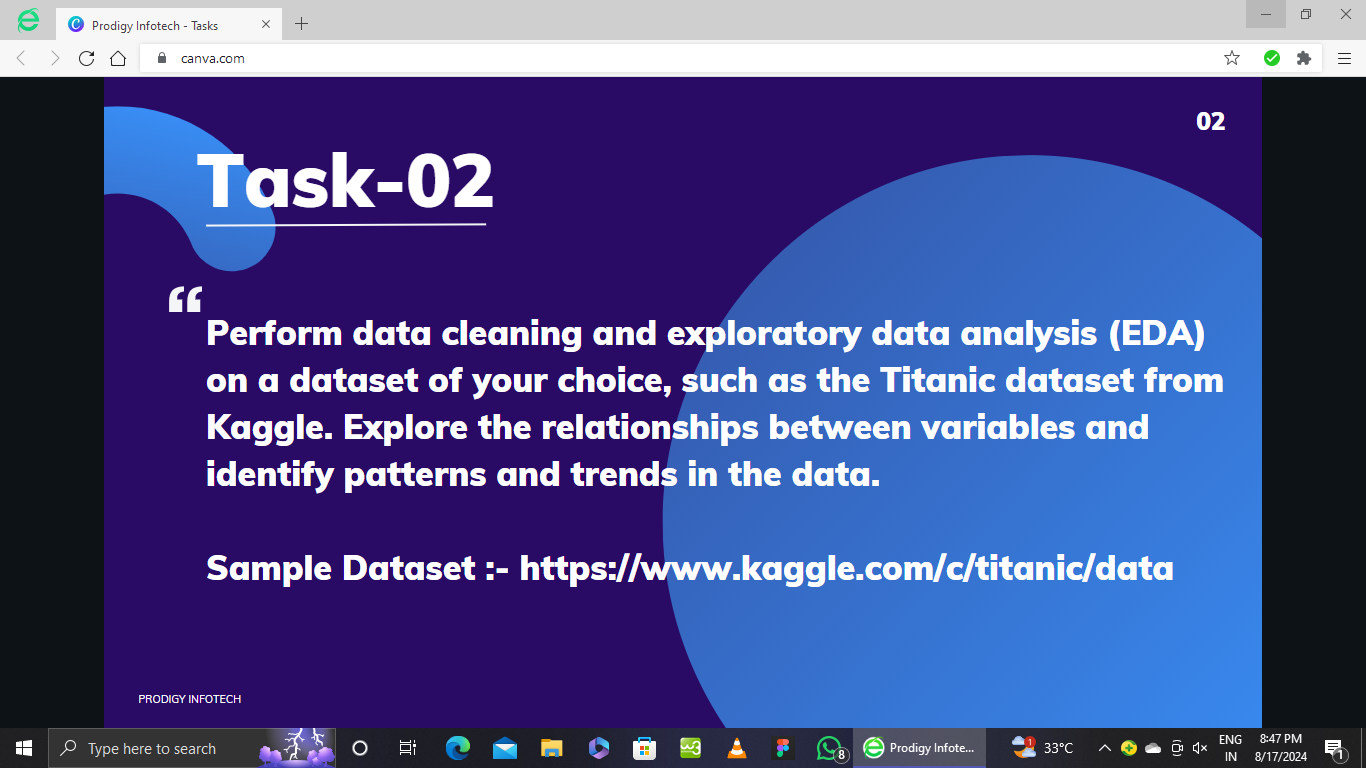 Prodigy Infotech - Tasks
canva.com
02
Task-02
“
Perform data cleaning and exploratory data analysis (EDA)
on a dataset of your choice, such as the Titanic dataset from
Kaggle. Explore the relationships between variables and
identify patterns and trends in the data.
Sample Dataset :- https://www.kaggle.com/c/titanic/data
PRODIGY INFOTECH
Type here to search
w3
8
Prodigy Infote...
1
33°C
ENG
IN
8:47 PM
8/17/2024
1